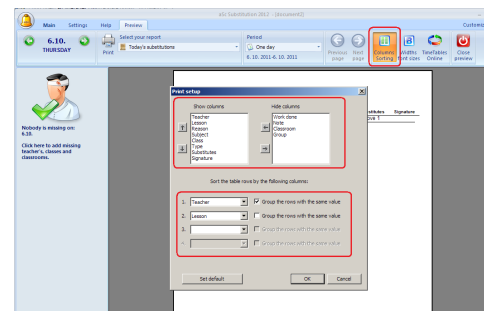 aSc Substitution 2012 - [document2]
Main Settings Help Preview Customi
6.10.
THURSDAY
Print
Select your report
Today's substitutions
Period
One day
6. 10. 2011-6. 10. 2011
Previous page
Next page
Columns Sorting
Widths font sizes
TimeTables Online
Close preview
Nobody is missing on:
6.10.
Click here to add missing
teacher's, classes and
classrooms.
Print setup
Show columns
Teacher
Lesson
Reason
Subject
Class
Type
Substitutes
Signature
Hide columns
Work done
Note
Classroom
Group
Signature
Sort the table rows by the following columns:
1. Teacher Group the rows with the same value
2. Lesson Group the rows with the same value
3. Group the rows with the same value
Group the rows with the same value
Set default OK Cancel